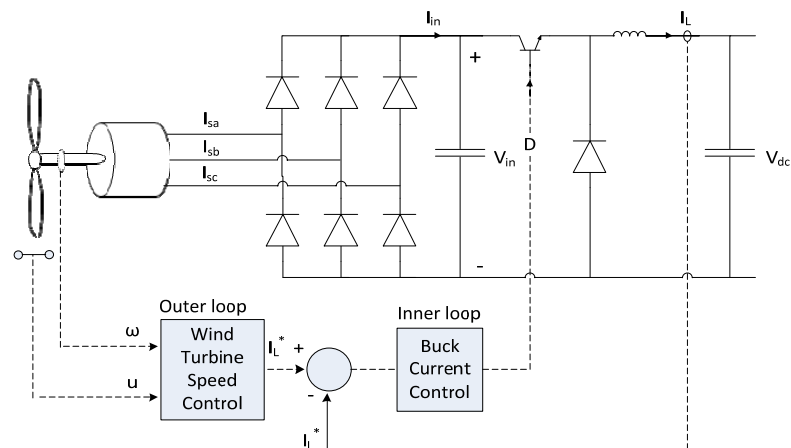 I_in
I_L
+
I_sa
I_sb
I_sc
V_in
D
V_dc
-
Outer loop
Inner loop
ω
Wind
Turbine
Speed
Control
I_L* +
Buck
Current
Control
u
-
I_L*